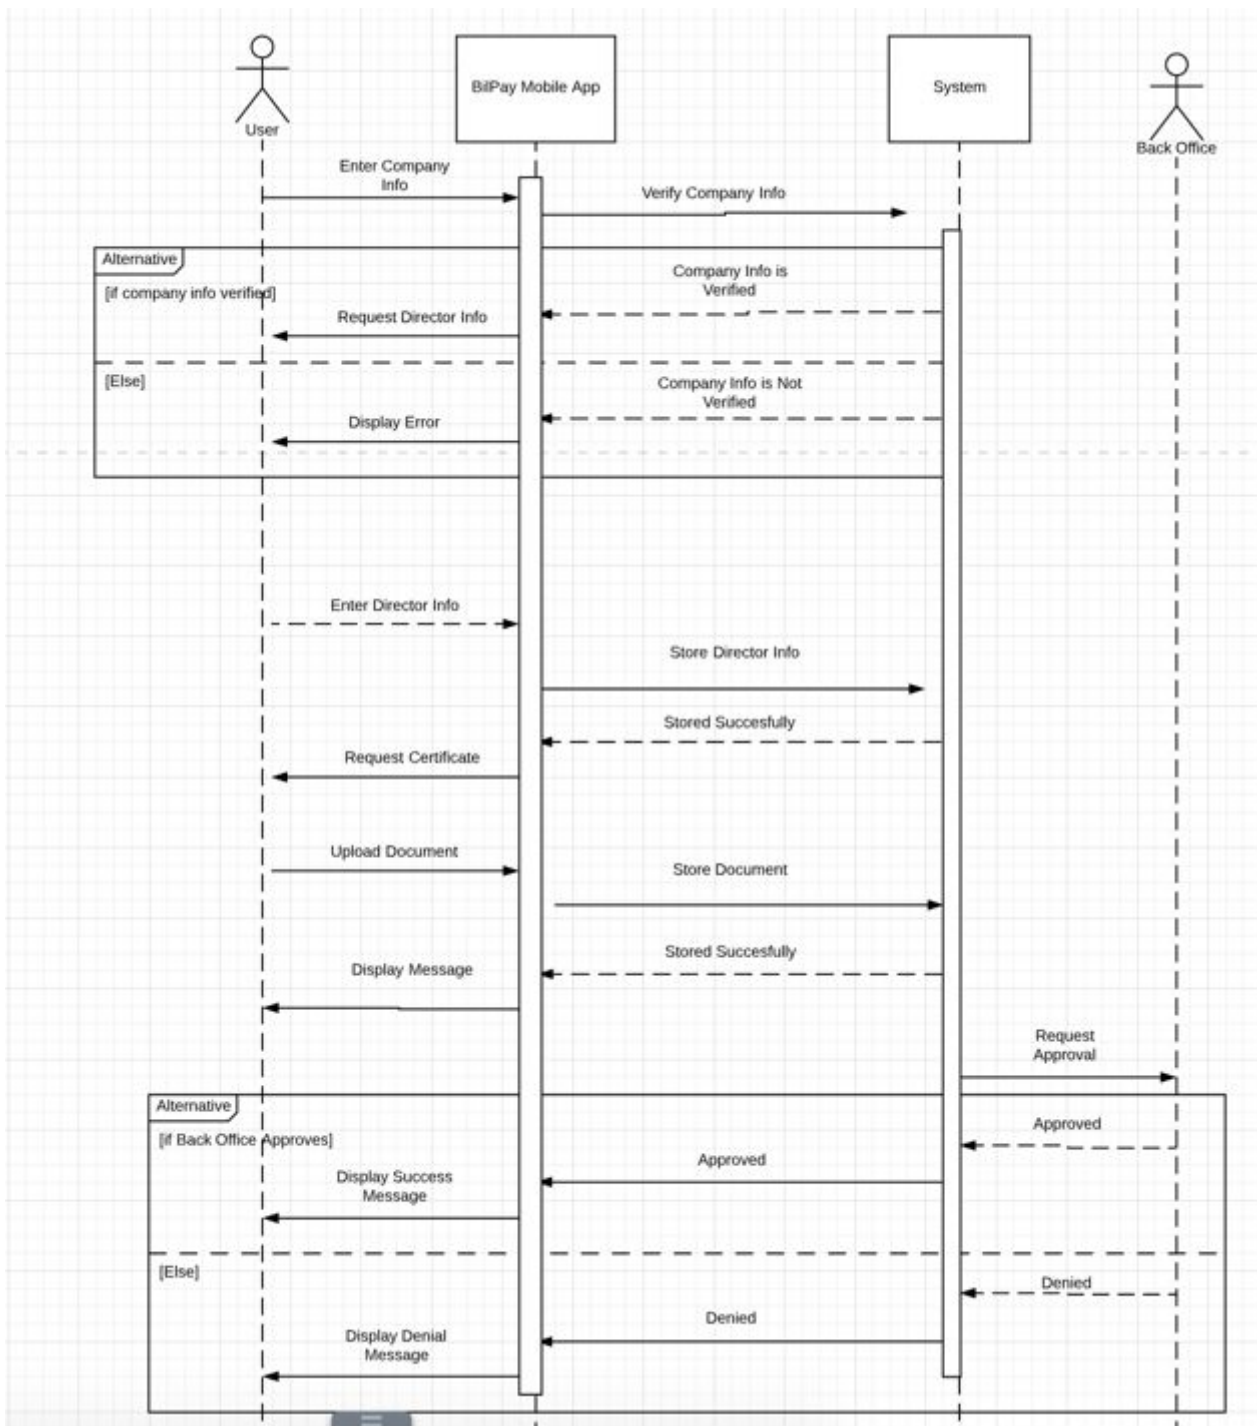 BilPay Mobile App
System
User
Back Office
Enter Company
Info
Verify Company Info
Alternative
[if company info verified]
Company Info is
Verified
Request Director Info
[Else]
Company Info is Not
Verified
Display Error
Enter Director Info
Store Director Info
Stored Succesfully
Request Certificate
Upload Document
Store Document
Stored Succesfully
Display Message
Request
Approval
Alternative
[if Back Office Approves]
Approved
Approved
Display Success
Message
[Else]
Denied
Denied
Display Denial
Message